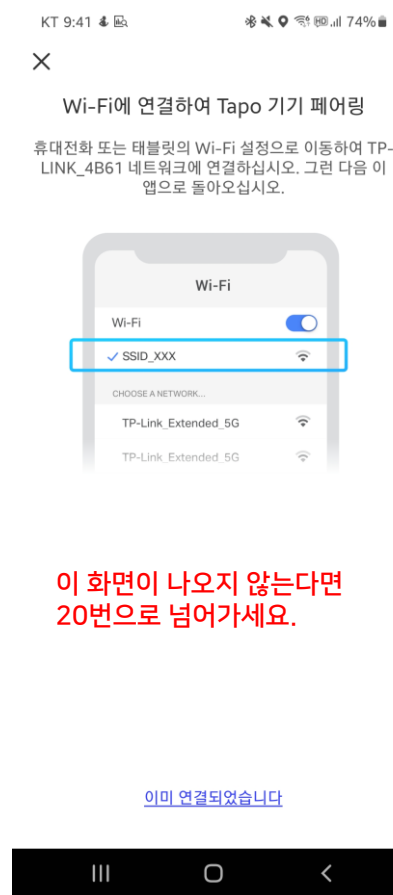 KT 9:41
74%
Wi-Fi에 연결하여 Tapo 기기 페어링
휴대전화 또는 태블릿의 Wi-Fi 설정으로 이동하여 TP-
LINK_4B61 네트워크에 연결하십시오. 그런 다음 이
앱으로 돌아오십시오.
Wi-Fi
Wi-Fi
SSID_XXX
CHOOSE A NETWORK...
TP-Link_Extended_5G
TP-Link_Extended_5G
이 화면이 나오지 않는다면
20번으로 넘어가세요.
이미 연결되었습니다